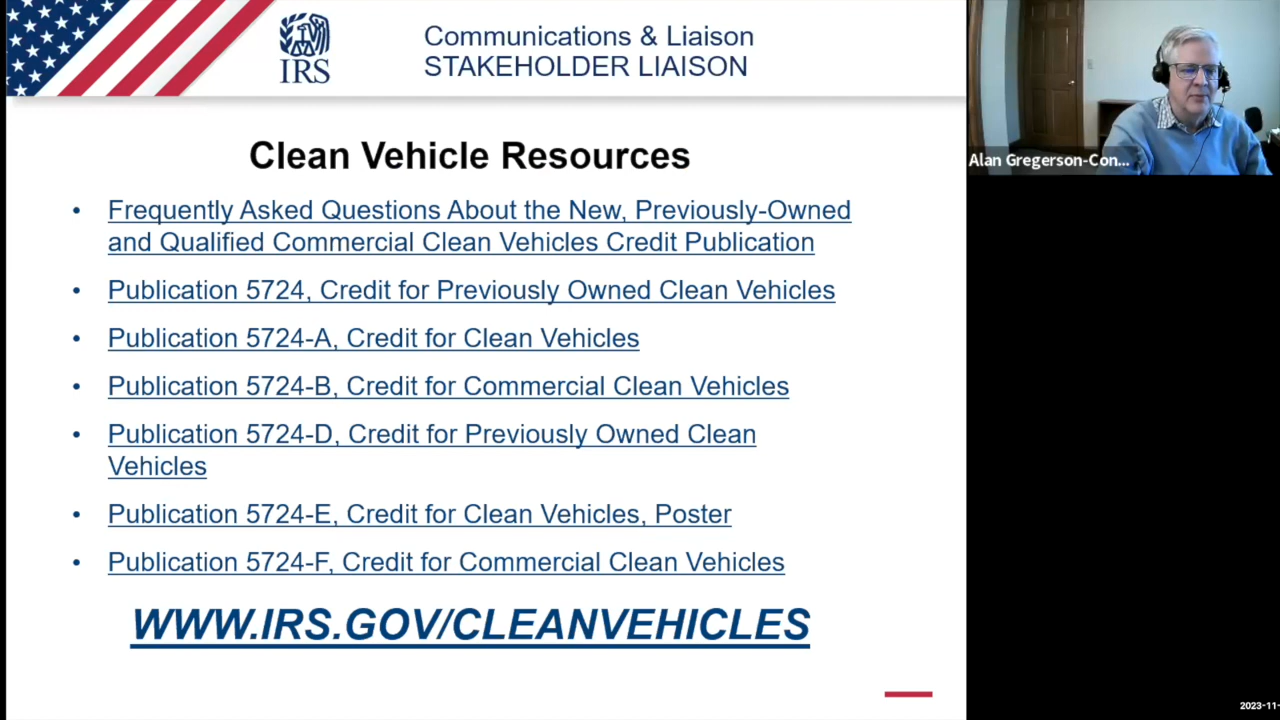 IRS
Communications & Liaison
STAKEHOLDER LIAISON
Clean Vehicle Resources
• Frequently Asked Questions About the New, Previously-Owned
and Qualified Commercial Clean Vehicles Credit Publication
• Publication 5724, Credit for Previously Owned Clean Vehicles
• Publication 5724-A, Credit for Clean Vehicles
• Publication 5724-B, Credit for Commercial Clean Vehicles
• Publication 5724-D, Credit for Previously Owned Clean
Vehicles
• Publication 5724-E, Credit for Clean Vehicles, Poster
• Publication 5724-F, Credit for Commercial Clean Vehicles
WWW.IRS.GOV/CLEANVEHICLES
Alan Gregerson-Con...
2023-11-